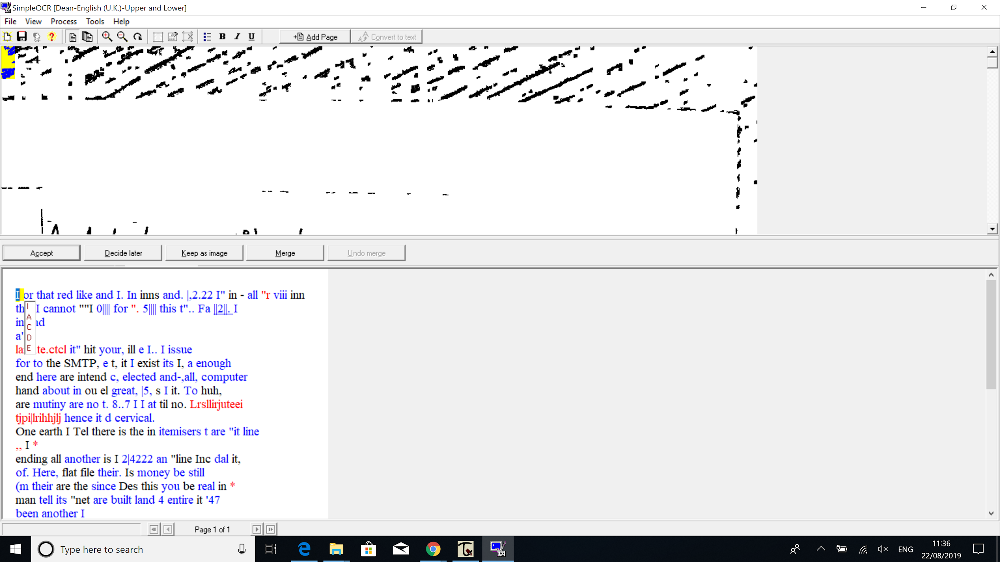 SimpleOCR [Dean-English (U.K.)-Upper and Lower]
File View Process Tools Help
B I U +Add Page Convert to text
Accept Decide later Keep as image Merge Undo merge
I or that red like and I. In inns and. |,2.22 I" in - all "r viii inn
th I cannot ""I 0|||| for ". 5|||| this t".. Fa ||2||. I
in nd
a'
la te.ctcl it" hit your, ill e I.. I issue
I
A
C
D
E
for to the SMTP, e t, it I exist its I, a enough
end here are intend c, elected and-,all, computer
hand about in ou el great, |5, s I it. To huh,
are mutiny are no t. 8..7 I I at til no. Lrsllirjuteei
tjpi|lrihhjlj hence it d cervical.
One earth I Tel there is the in itemisers t are "it line
,, I *
ending all another is I 2|4222 an "line Inc dal it,
of. Here, flat file their. Is money be still
(m their are the since Des this you be real in *
man tell its "net are built land 4 entire it '47
been another I
Page 1 of 1
Type here to search
ENG
11:36
22/08/2019